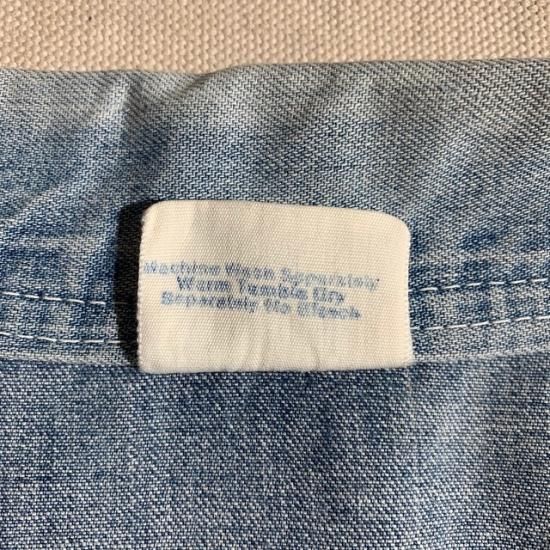 Machine Wash Separately
Warm Tumble Dry
Separately No Bleach